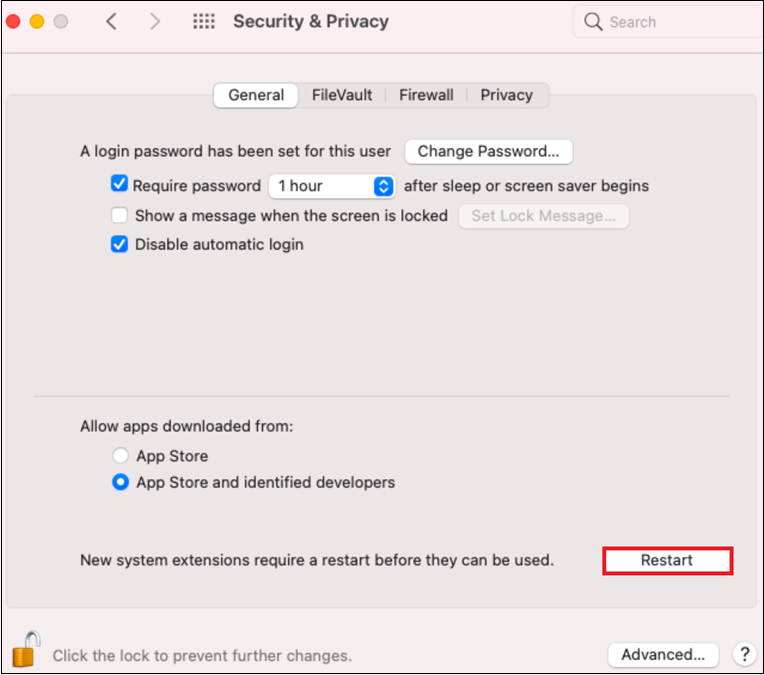 Security & Privacy
Search
General FileVault Firewall Privacy
A login password has been set for this user Change Password...
Require password 1 hour after sleep or screen saver begins
Show a message when the screen is locked Set Lock Message...
Disable automatic login
Allow apps downloaded from:
App Store
App Store and identified developers
New system extensions require a restart before they can be used. Restart
Click the lock to prevent further changes. Advanced... ?